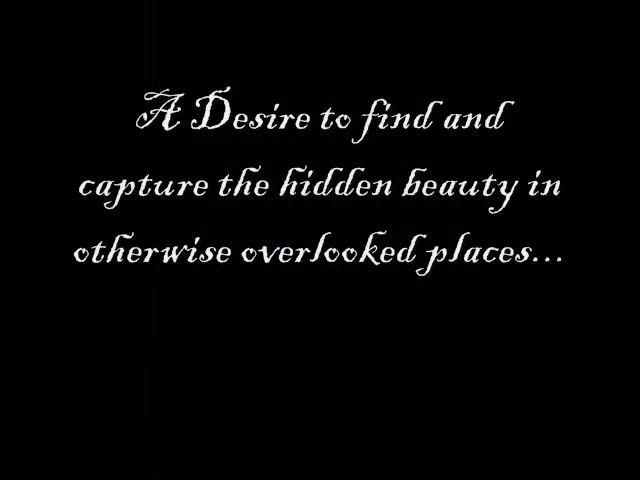 A Desire to find and
capture the hidden beauty in
otherwise overlooked places...